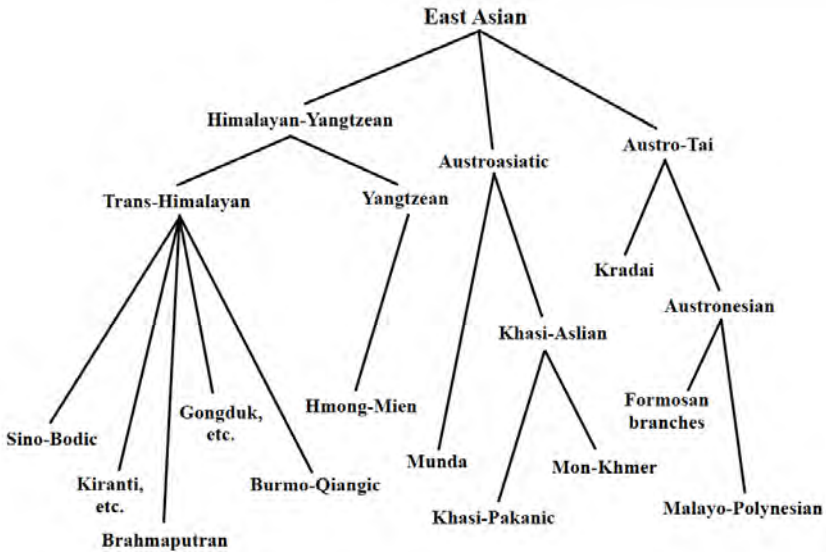 East Asian
Himalayan-Yangtzean
Austroasiatic
Austro-Tai
Trans-Himalayan
Yangtzean
Kradai
Austronesian
Khasi-Aslian
Sino-Bodic
Gongduk,
etc.
Hmong-Mien
Formosan
branches
Kiranti,
etc.
Burmo-Qiangic
Munda
Mon-Khmer
Khasi-Pakanic
Malayo-Polynesian
Brahmaputran